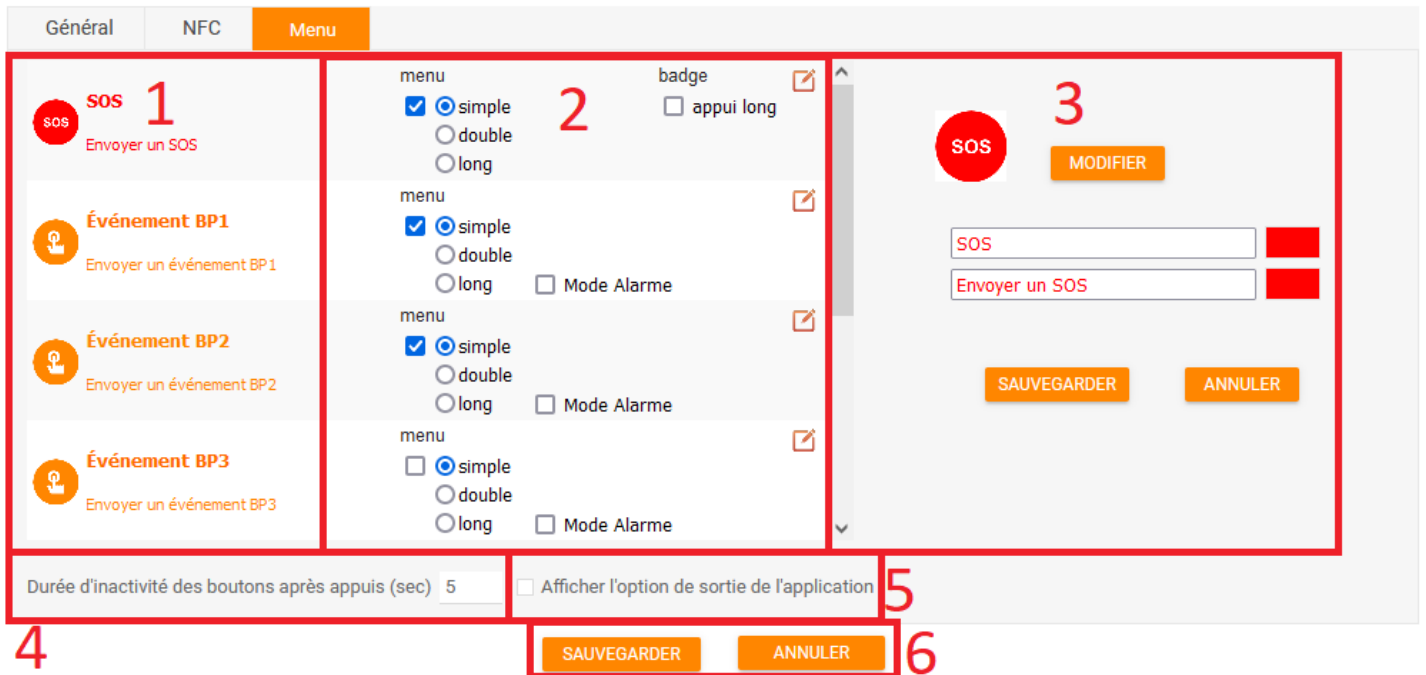 Général NFC Menu
SOS
SOS
Envoyer un SOS
1
menu badge
simple appui long
double
long
2
Événement BP1
Envoyer un événement BP1
menu
simple
double
long Mode Alarme
Événement BP2
Envoyer un événement BP2
menu
simple
double
long Mode Alarme
Événement BP3
Envoyer un événement BP3
menu
simple
double
long Mode Alarme
3
SOS
MODIFIER
SOS
Envoyer un SOS
SAUVEGARDER ANNULER
Durée d'inactivité des boutons après appuis (sec) 5 Afficher l'option de sortie de l'application
4
5
SAUVEGARDER ANNULER
6